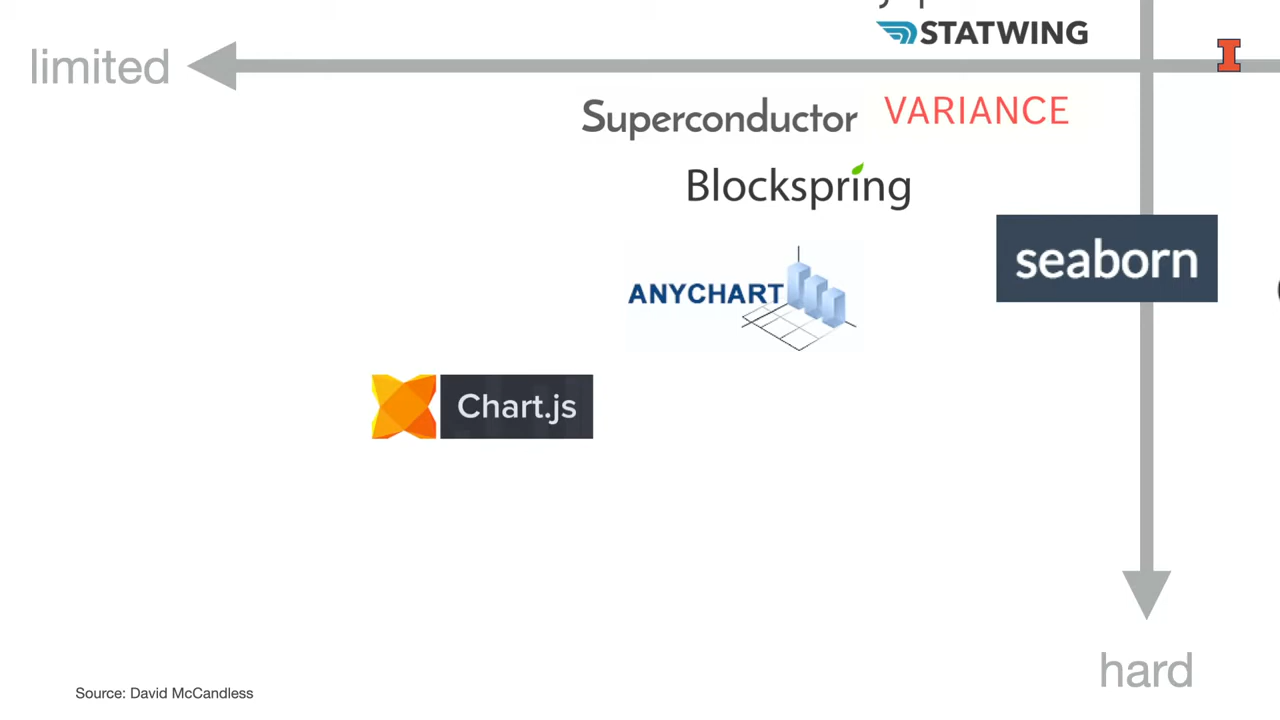 STATWING
limited
Superconductor
VARIANCE
Blockspring
seaborn
ANYCHART
Chart.js
hard
Source: David McCandless